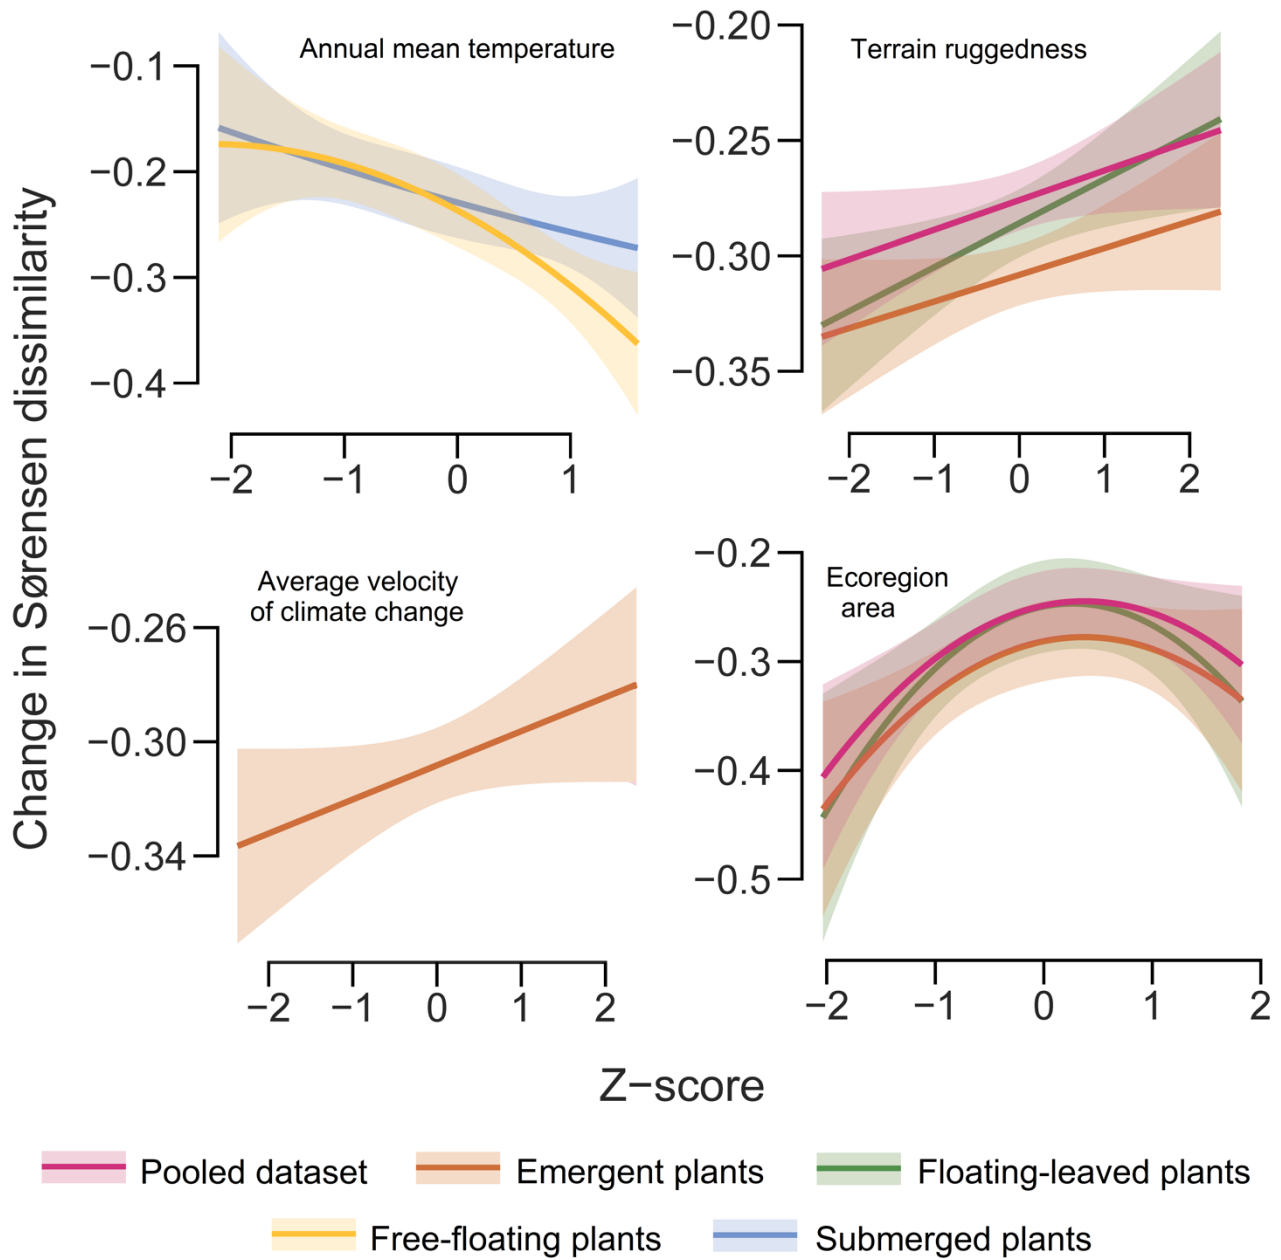 Change in Sørensen dissimilarity
Annual mean temperature
−0.1
−0.2
−0.3
−0.4
−2 −1 0 1
Terrain ruggedness
−0.20
−0.25
−0.30
−0.35
−2 −1 0 1 2
Average velocity
of climate change
−0.26
−0.30
−0.34
−2 −1 0 1 2
Ecoregion
area
−0.2
−0.3
−0.4
−0.5
−2 −1 0 1 2
Z−score
Pooled dataset Emergent plants Floating-leaved plants
Free-floating plants Submerged plants